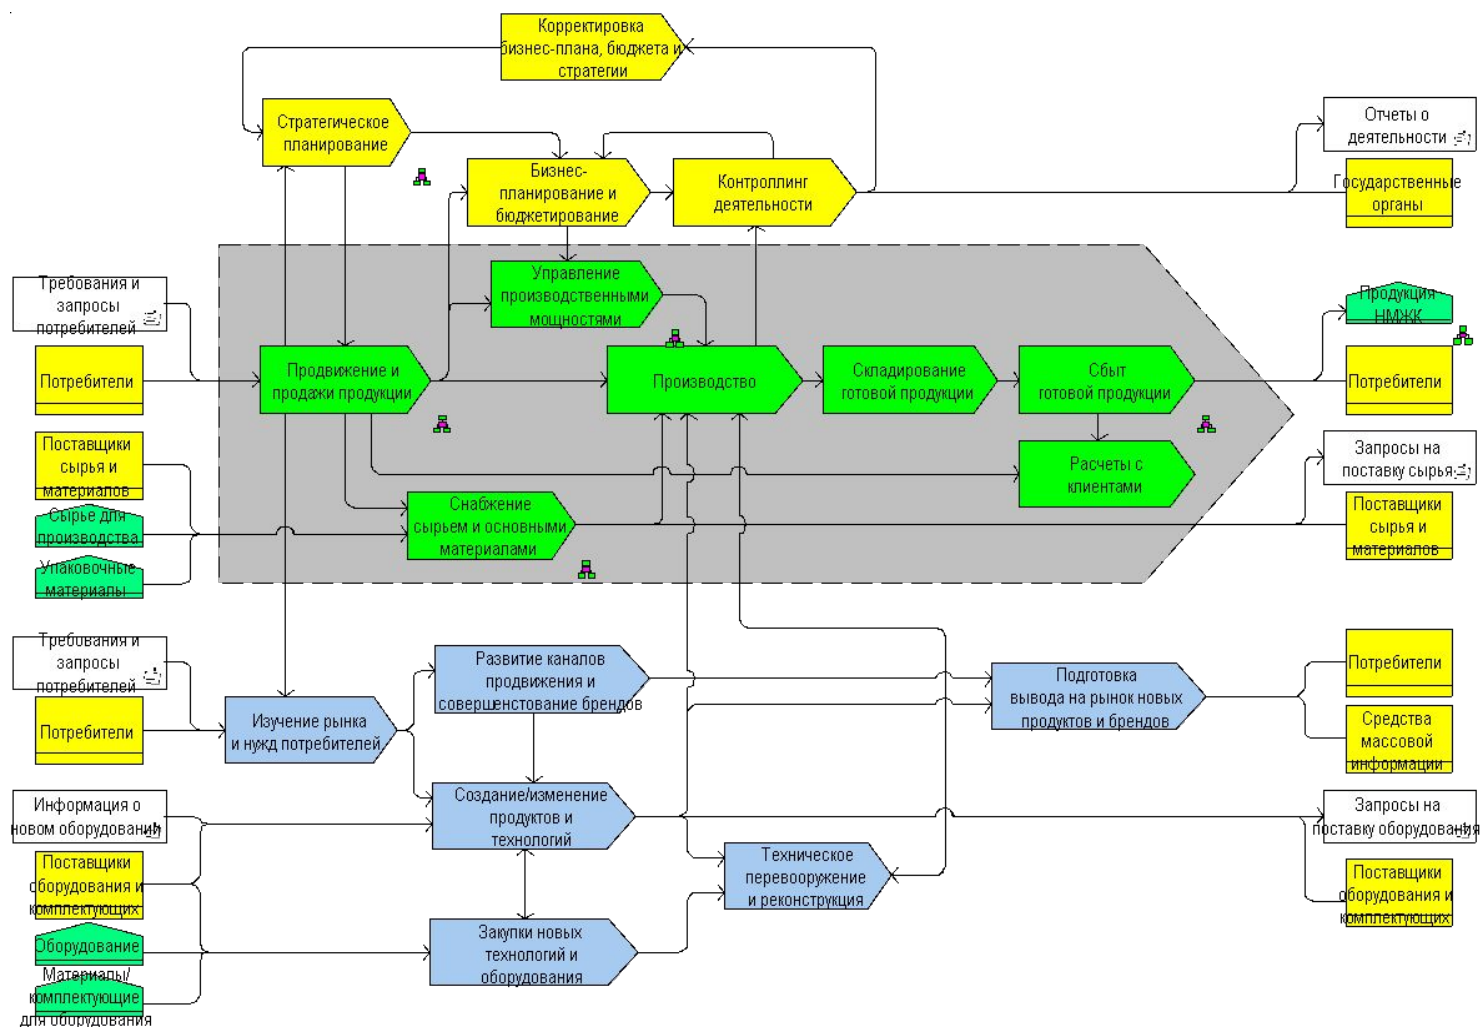 Корректировка
бизнес-плана, бюджета и
стратегии
Стратегическое
планирование
Бизнес-
планирование и
бюджетирование
Контроллинг
деятельности
Отчеты о
деятельности
Государственные
органы
Требования и
запросы
потребителей
Потребители
Поставщики
сырья и
материалов
Сырье для
производства
Упаковочные
материалы
Управление
производственными
мощностями
Продвижение и
продажи продукции
Производство
Складирование
готовой продукции
Сбыт
готовой продукции
Расчеты с
клиентами
Снабжение
сырьем и основными
материалами
Продукция
НМЖК
Потребители
Запросы на
поставку сырья
Поставщики
сырья и
материалов
Требования и
запросы
потребителей
Потребители
Изучение рынка
и нужд потребителей
Развитие каналов
продвижения и
совершенстование брендов
Подготовка
вывода на рынок новых
продуктов и брендов
Потребители
Средства
массовой
информации
Информация о
новом оборудовании
Поставщики
оборудования и
комплектующих
Оборудование
Материалы/
комплектующие
для оборудования
Создание/изменение
продуктов и
технологий
Техническое
перевооружение
и реконструкция
Закупки новых
технологий и
оборудования
Запросы на
поставку оборудования
Поставщики
оборудования и
комплектующих